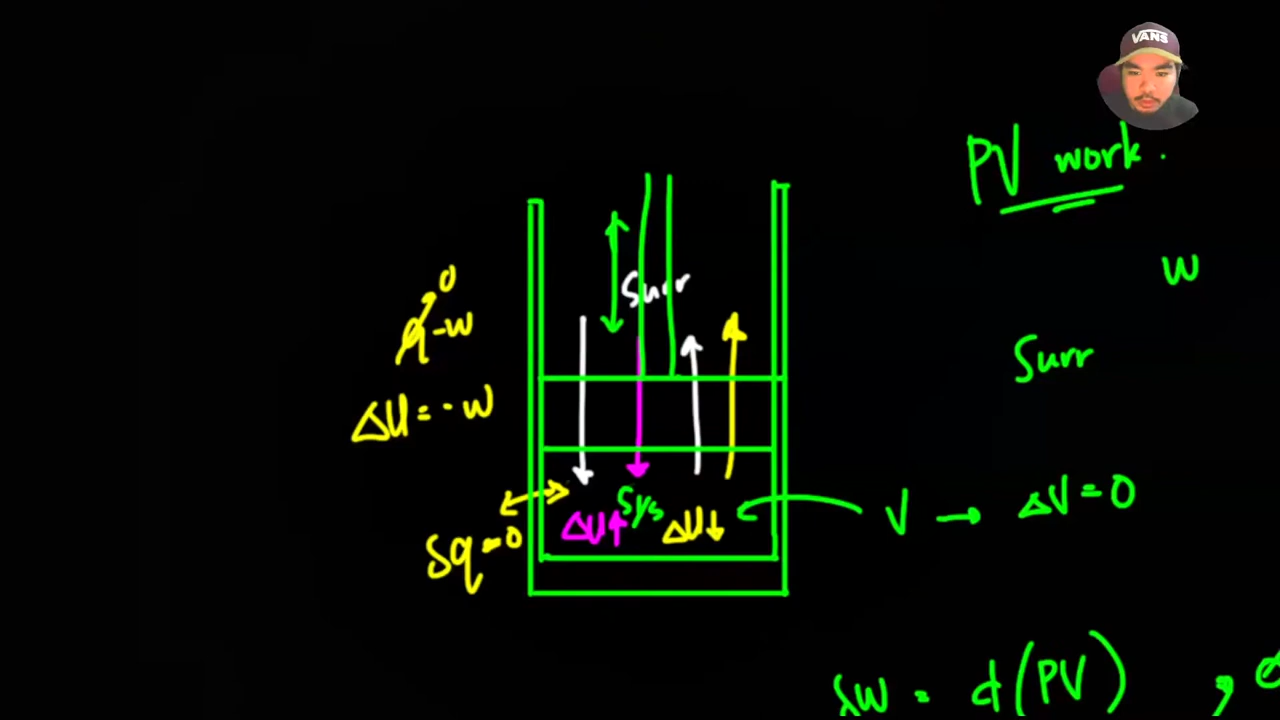 VANS
PV work.
W
Surr
0
q-w
ΔU=-w
Surr
Sys
ΔU↑
ΔU↓
δq=0
V → ΔV=0
δw = d(PV) ,